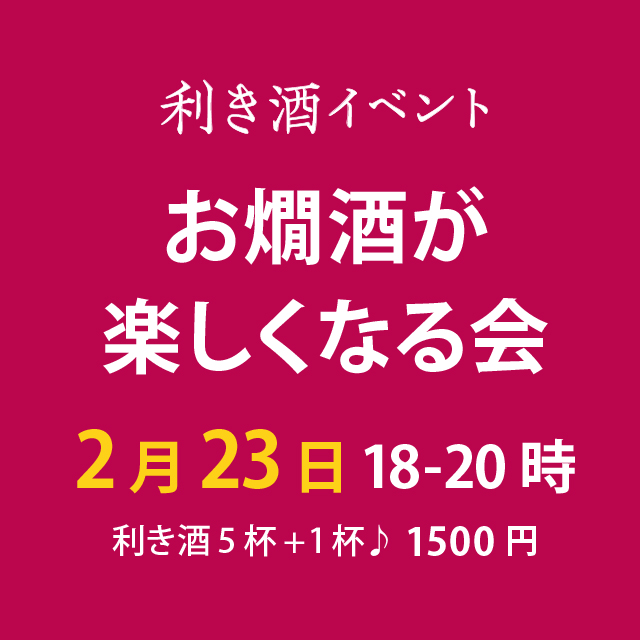 利き酒イベント
お燗酒が
楽しくなる会
2月23日 18-20時
利き酒5杯+1杯♪ 1500円